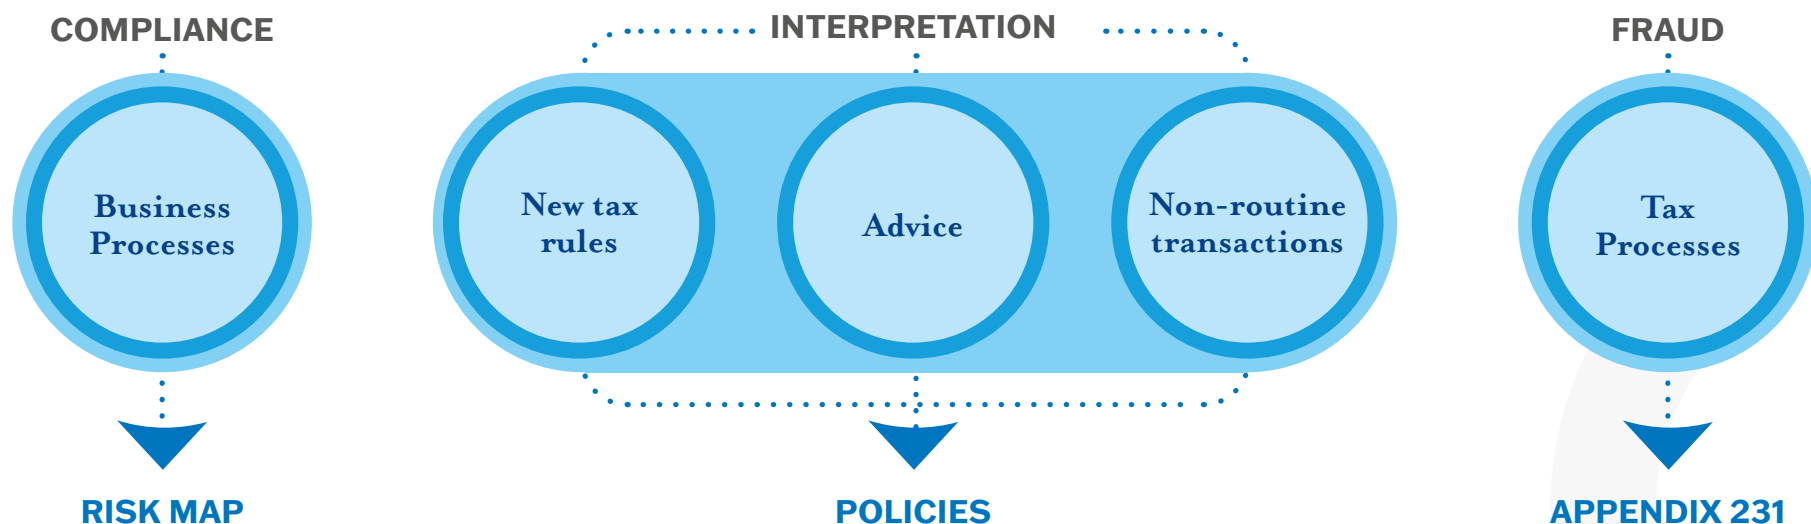 COMPLIANCE
INTERPRETATION
FRAUD
Business
Processes
New tax
rules
Advice
Non-routine
transactions
Tax
Processes
RISK MAP
POLICIES
APPENDIX 231